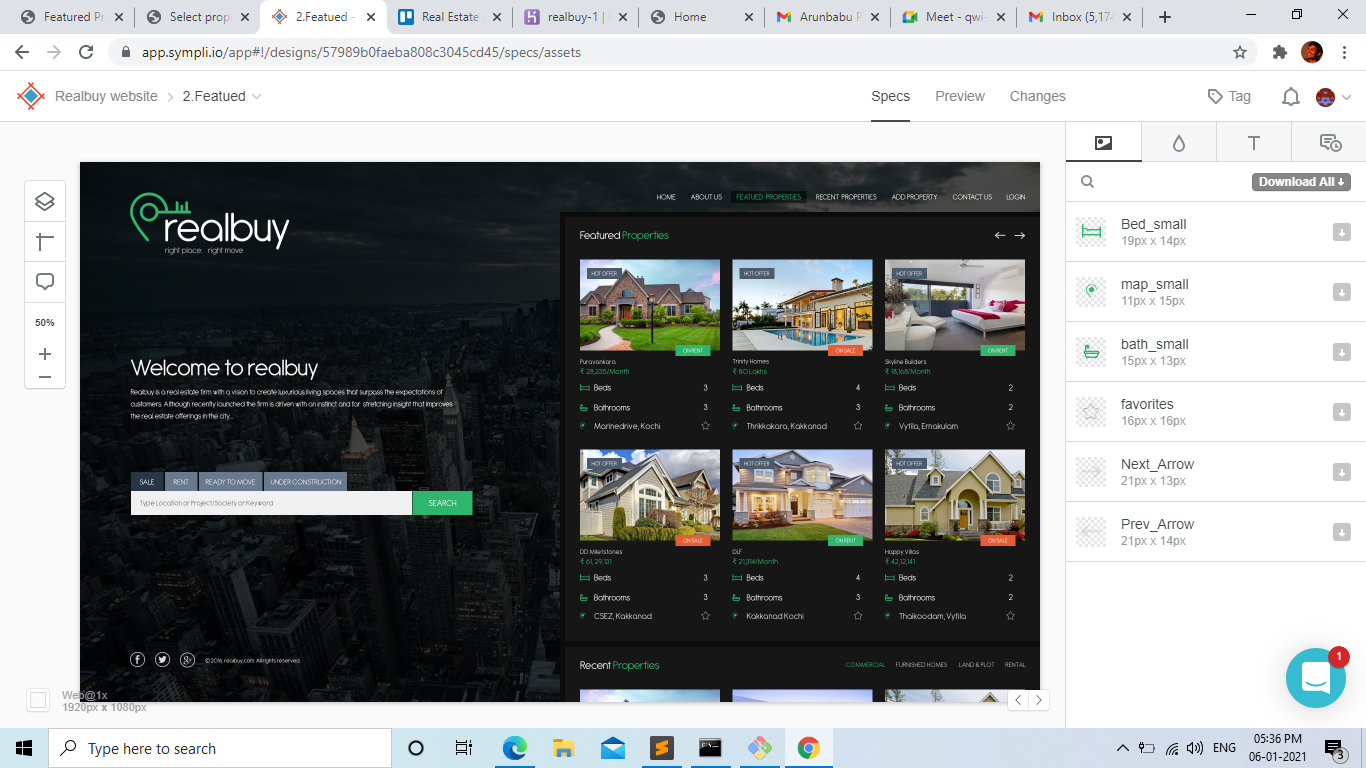 Featured Pr
Select prop
2.Featued -
Real Estate
realbuy-1 |
Home
Arunbabu P
Meet - qwi-
Inbox (5,17
app.sympli.io/app#!/designs/57989b0faeba808c3045cd45/specs/assets
Realbuy website
2.Featued
Specs
Preview
Changes
Tag
Download All
50%
realbuy
right place. right move
HOME ABOUT US FEATUED PROPERTIES RECENT PROPERTIES ADD PROPERTY CONTACT US LOGIN
Welcome to realbuy
Realbuy is a real estate firm with a vision to create luxurious living spaces that surpass the expectations of
customers. Although recently launched the firm is driven with an instinct and for stretching insight that improves
the real estate offerings in the city...
SALE RENT READY TO MOVE UNDER CONSTRUCTION
Type Location or Project/Society or Keyword
SEARCH
© 2016. realbuy.com. All rights reserved.
Featured Properties
HOT OFFER HOT OFFER HOT OFFER
ON RENT ON SALE ON RENT
Puravankara Trinity Homes Skyline Builders
₹ 28,235/Month ₹ 80 Lakhs ₹ 18,168/Month
Beds 3 Beds 4 Beds 2
Bathrooms 3 Bathrooms 3 Bathrooms 2
Marinedrive, Kochi Thrikkakara, Kakkanad Vytila, Ernakulam
HOT OFFER HOT OFFER HOT OFFER
ON SALE ON RENT ON SALE
DD Miletstones DLF Happy Villas
₹ 61, 29,131 ₹ 21,314/Month ₹ 42,12,141
Beds 3 Beds 4 Beds 2
Bathrooms 3 Bathrooms 3 Bathrooms 2
CSEZ, Kakkanad Kakkanad Kochi Thaikoodam, Vytila
Recent Properties
COMMERCIAL FURNISHED HOMES LAND & PLOT RENTAL
Web@1x
1920px x 1080px
Bed_small
19px x 14px
map_small
11px x 15px
bath_small
15px x 13px
favorites
16px x 16px
Next_Arrow
21px x 13px
Prev_Arrow
21px x 14px
1
Type here to search
ENG
05:36 PM
06-01-2021
3